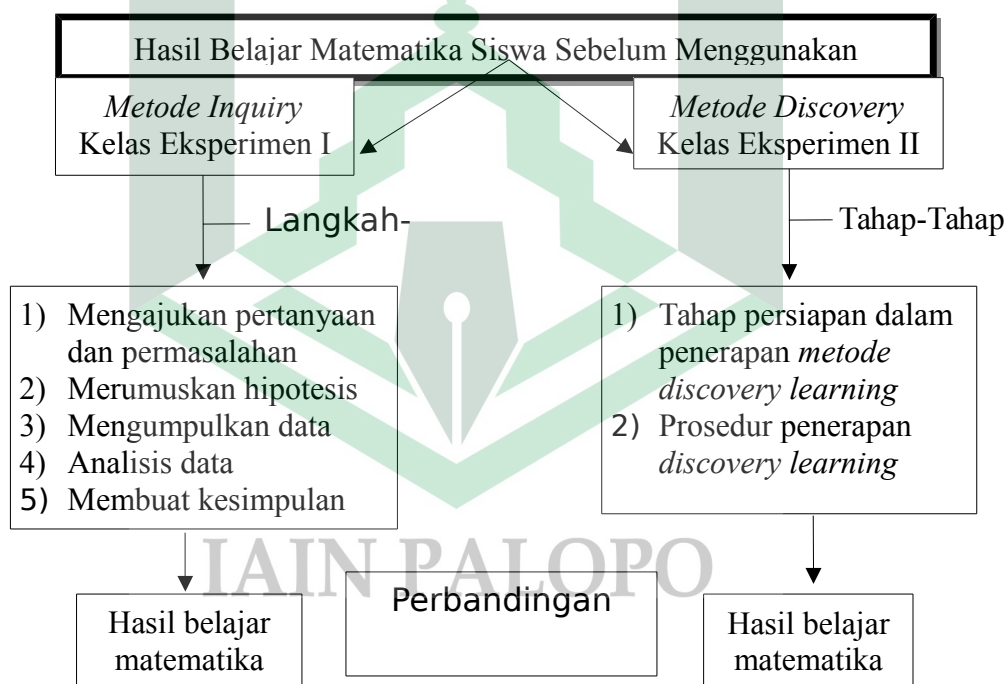 Hasil Belajar Matematika Siswa Sebelum Menggunakan
Metode Inquiry
Kelas Eksperimen I
Metode Discovery
Kelas Eksperimen II
Langkah-
Tahap-Tahap
1) Mengajukan pertanyaan
dan permasalahan
2) Merumuskan hipotesis
3) Mengumpulkan data
4) Analisis data
5) Membuat kesimpulan
1) Tahap persiapan dalam
penerapan metode
discovery learning
2) Prosedur penerapan
discovery learning
IAIN PALOPO
Hasil belajar
matematika
Perbandingan
Hasil belajar
matematika